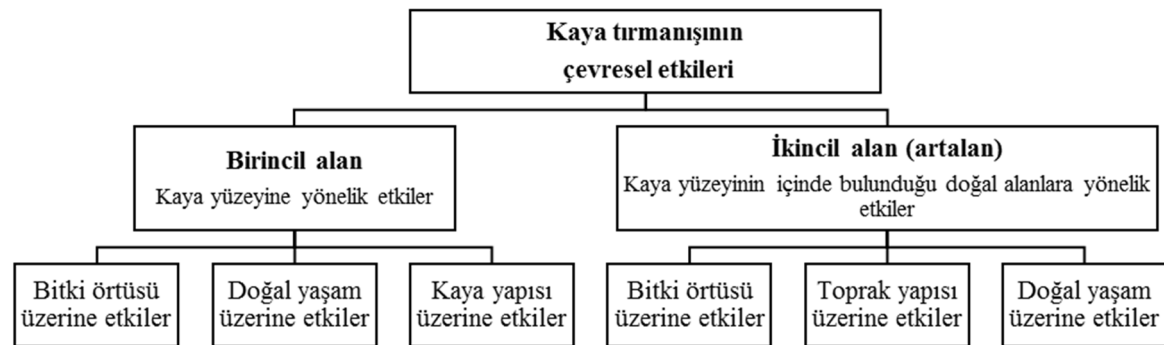 Kaya tırmanışının
çevresel etkileri
Birincil alan
Kaya yüzeyine yönelik etkiler
İkincil alan (artalan)
Kaya yüzeyinin içinde bulunduğu doğal alanlara yönelik
etkiler
Bitki örtüsü
üzerine etkiler
Doğal yaşam
üzerine etkiler
Kaya yapısı
üzerine etkiler
Bitki örtüsü
üzerine etkiler
Toprak yapısı
üzerine etkiler
Doğal yaşam
üzerine etkiler